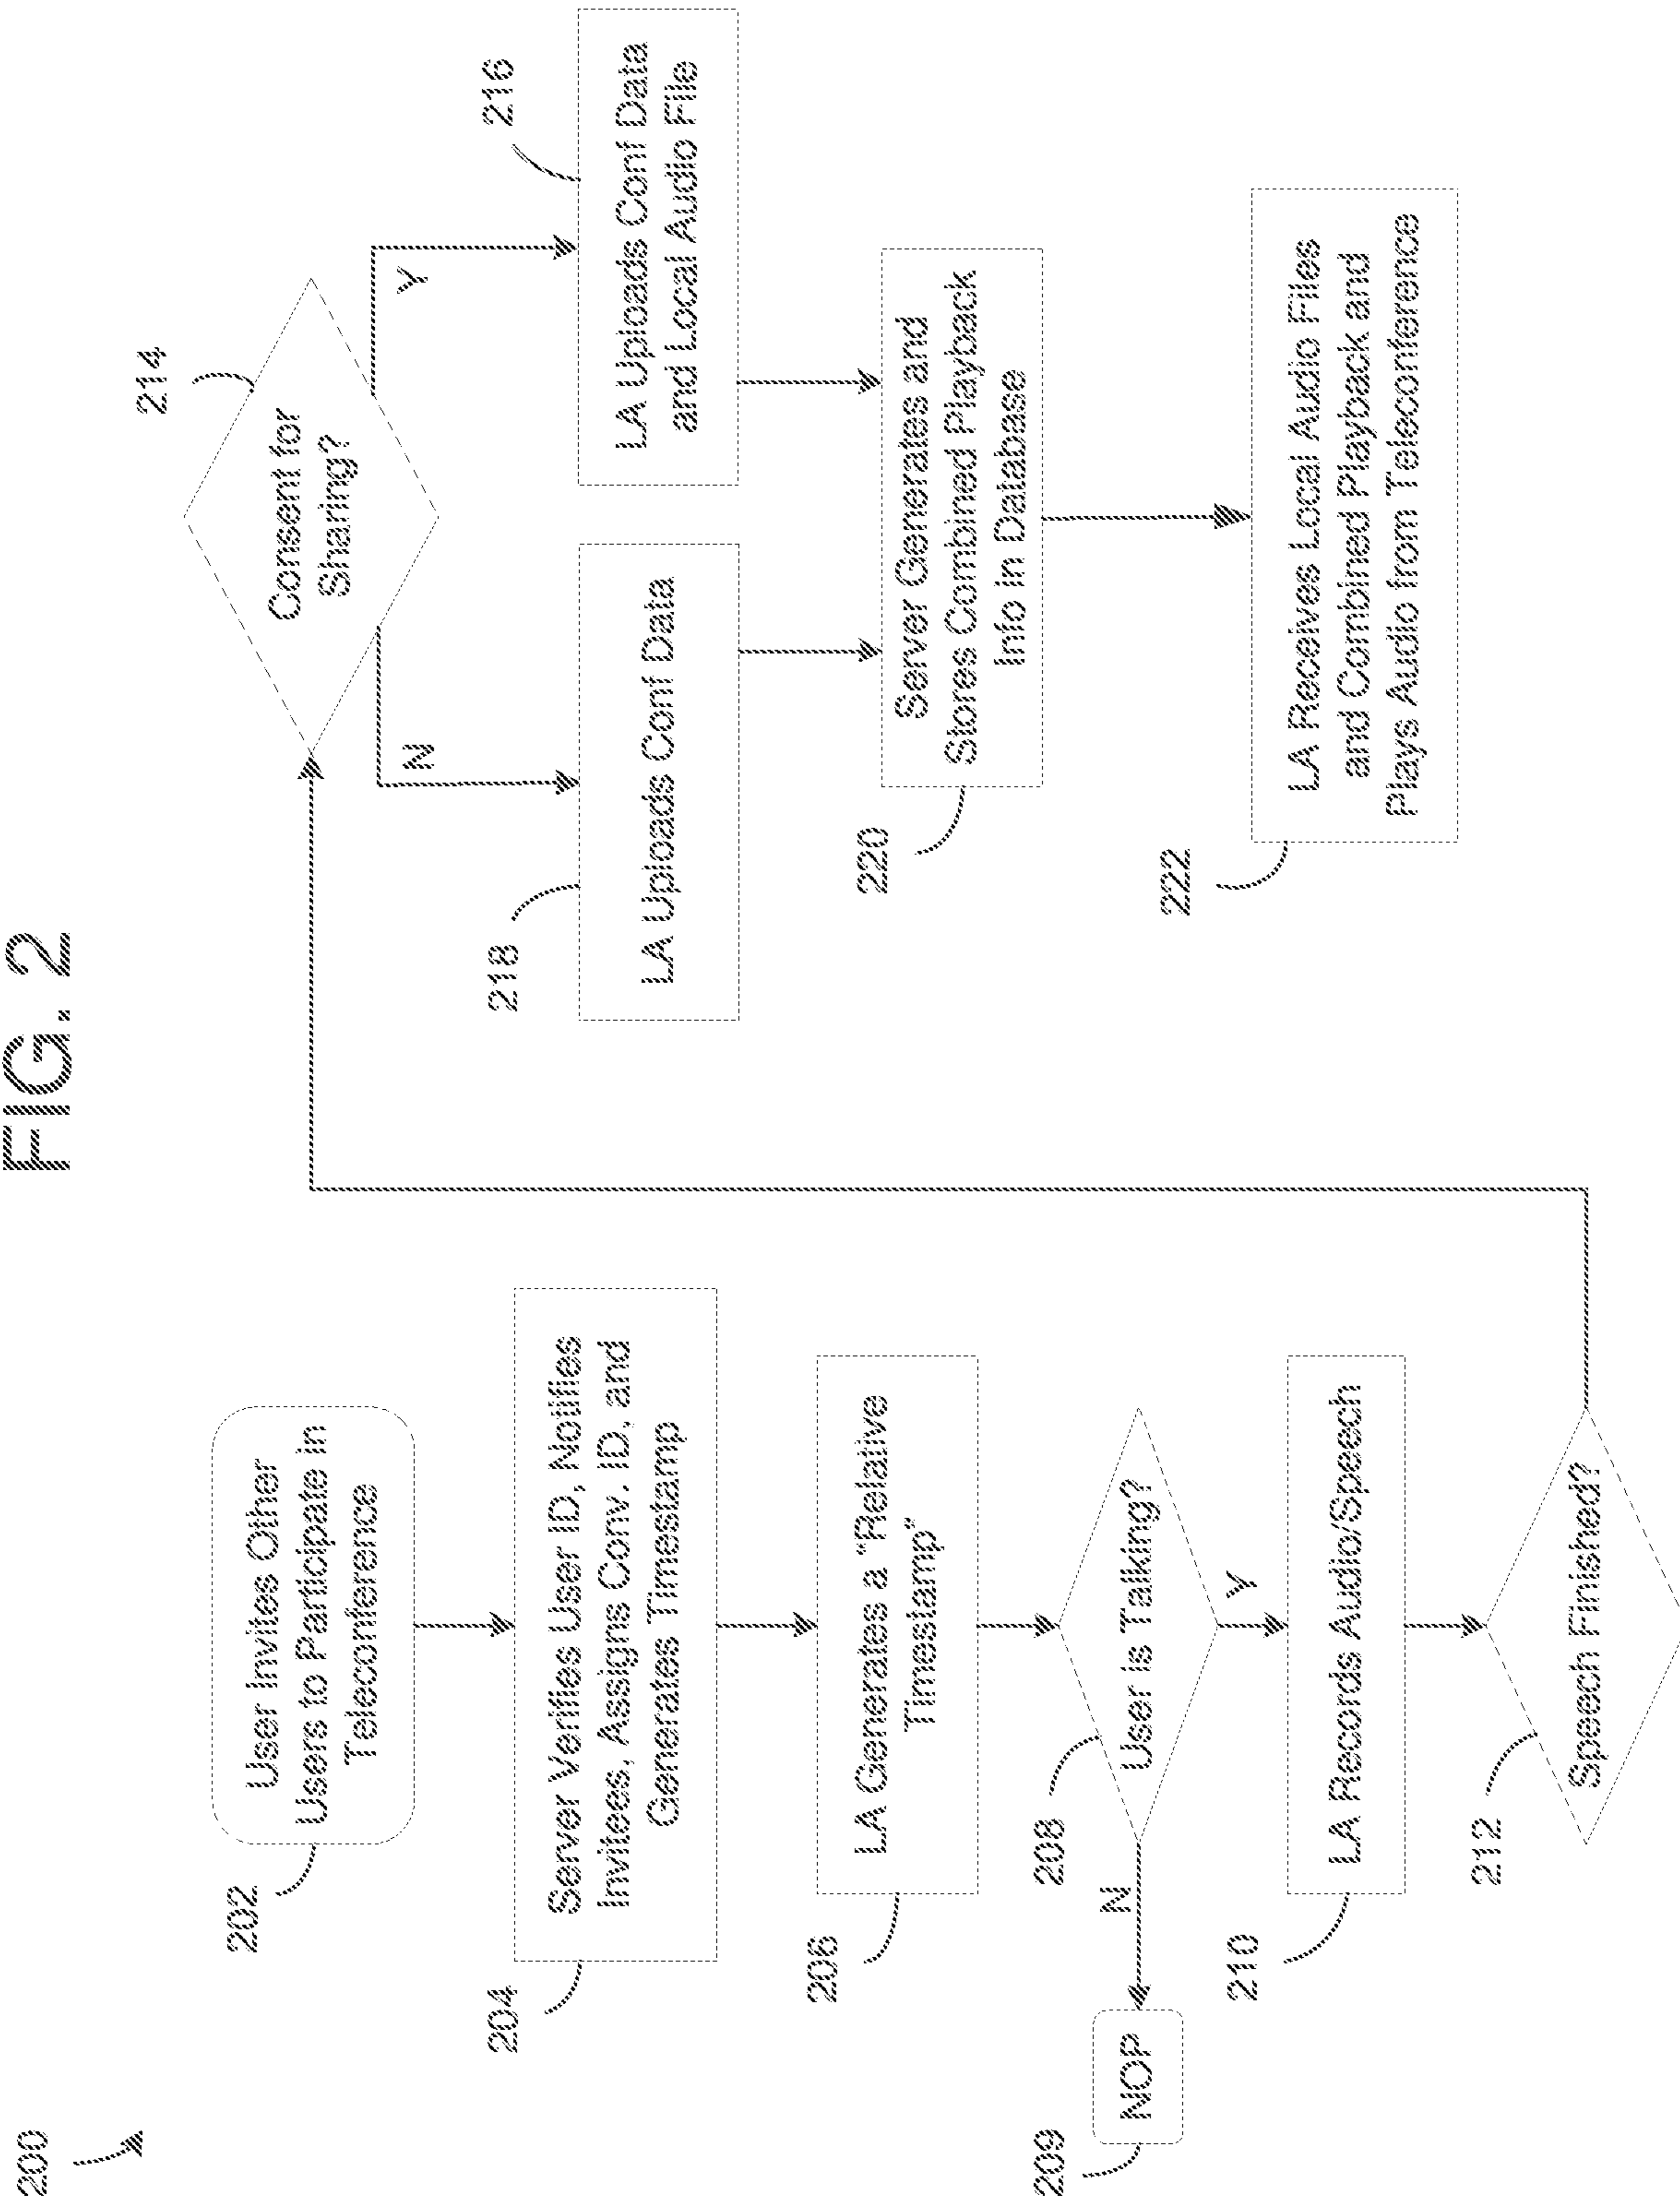 FIG. 2
200
202
User Invites Other
Users to Participate in
Teleconference
204
Server Verifies User ID, Notifies
Invitees, Assigns Conv. ID, and
Generates Timestamp
206
LA Generates a "Relative
Timestamp"
208
User is Talking?
N
209
NOP
Y
210
LA Records Audio/Speech
212
Speech Finished?
214
Consent for
Sharing?
N
Y
218
LA Uploads Conf Data
216
LA Uploads Conf Data
and Local Audio File
220
Server Generates and
Stores Combined Playback
Info in Database
222
LA Receives Local Audio Files
and Combined Playback and
Plays Audio from Teleconference